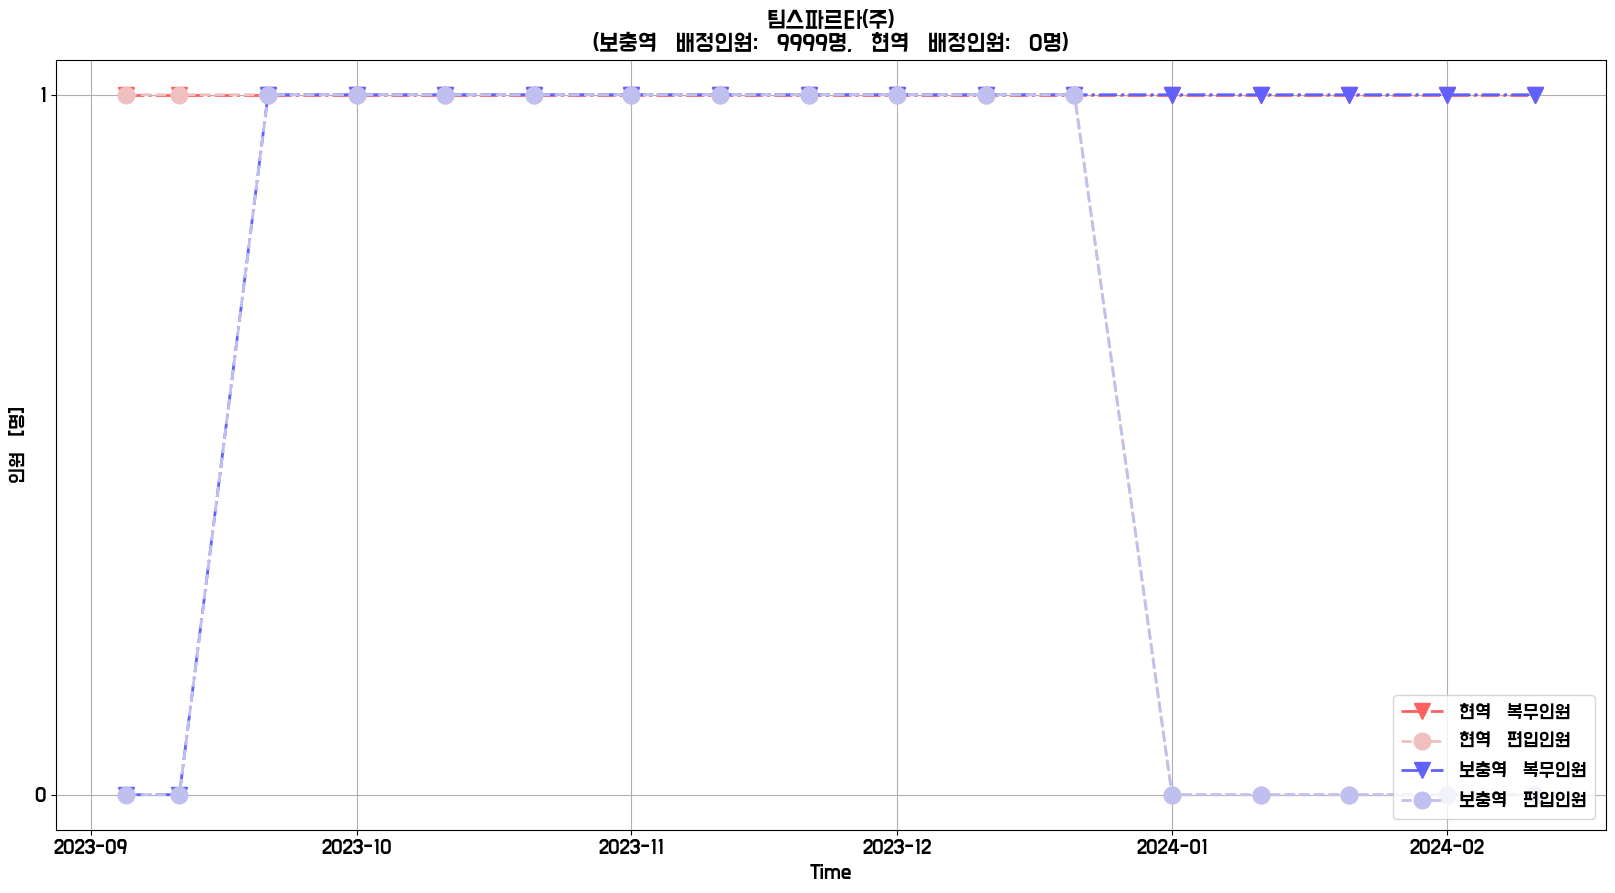 팀스파르타(주)
(보충역 배정인원: 9999명, 현역 배정인원: 0명)
1
0
인원 [명]
2023-09 2023-10 2023-11 2023-12 2024-01 2024-02
Time
현역 복무인원
현역 편입인원
보충역 복무인원
보충역 편입인원